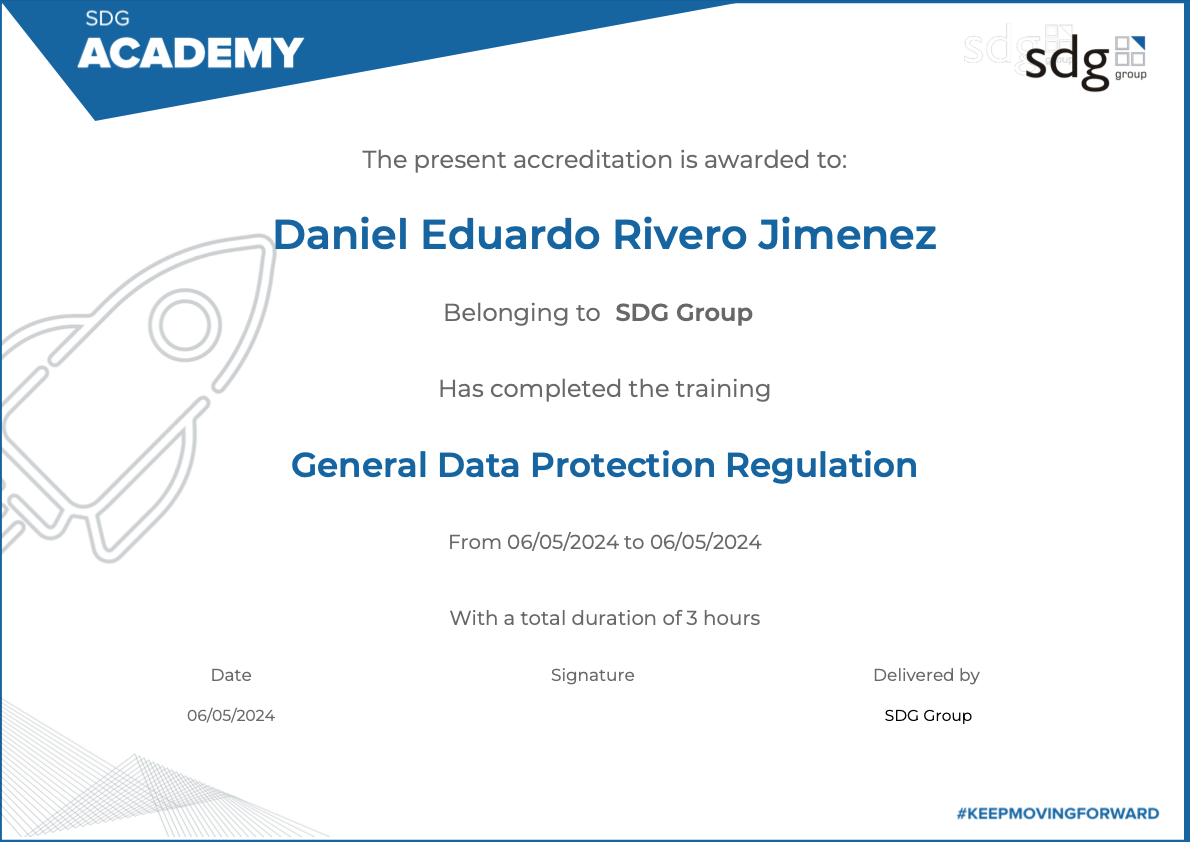 SDG
ACADEMY
sdg group
sdg group
The present accreditation is awarded to:
Daniel Eduardo Rivero Jimenez
Belonging to SDG Group
Has completed the training
General Data Protection Regulation
From 06/05/2024 to 06/05/2024
With a total duration of 3 hours
Date Signature Delivered by
06/05/2024 SDG Group
#KEEPMOVINGFORWARD